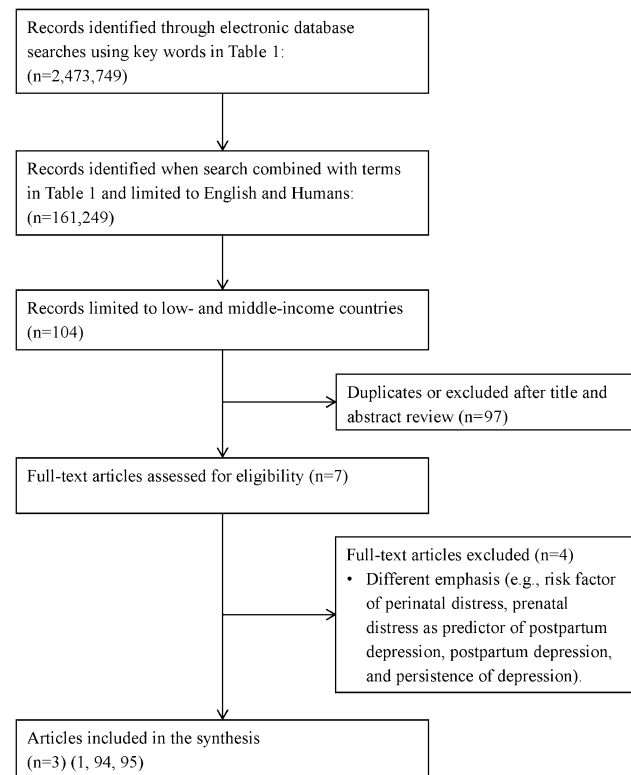 Records identified through electronic database
searches using key words in Table 1:
(n=2,473,749)
Records identified when search combined with terms
in Table 1 and limited to English and Humans:
(n=161,249)
Records limited to low- and middle-income countries
(n=104)
Duplicates or excluded after title and
abstract review (n=97)
Full-text articles assessed for eligibility (n=7)
Full-text articles excluded (n=4)
• Different emphasis (e.g., risk factor
of perinatal distress, prenatal
distress as predictor of postpartum
depression, postpartum depression,
and persistence of depression).
Articles included in the synthesis
(n=3) (1, 94, 95)